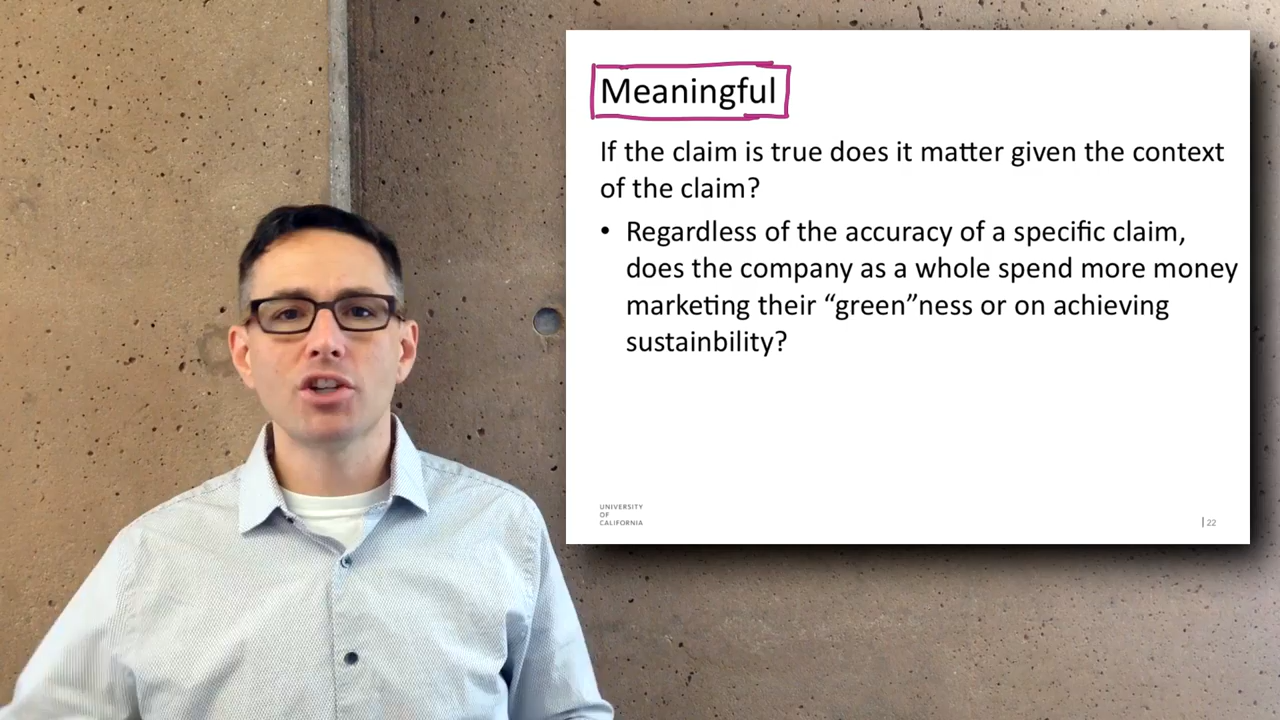 Meaningful
If the claim is true does it matter given the context
of the claim?
• Regardless of the accuracy of a specific claim,
does the company as a whole spend more money
marketing their “green”ness or on achieving
sustainbility?
UNIVERSITY
OF
CALIFORNIA
| 22